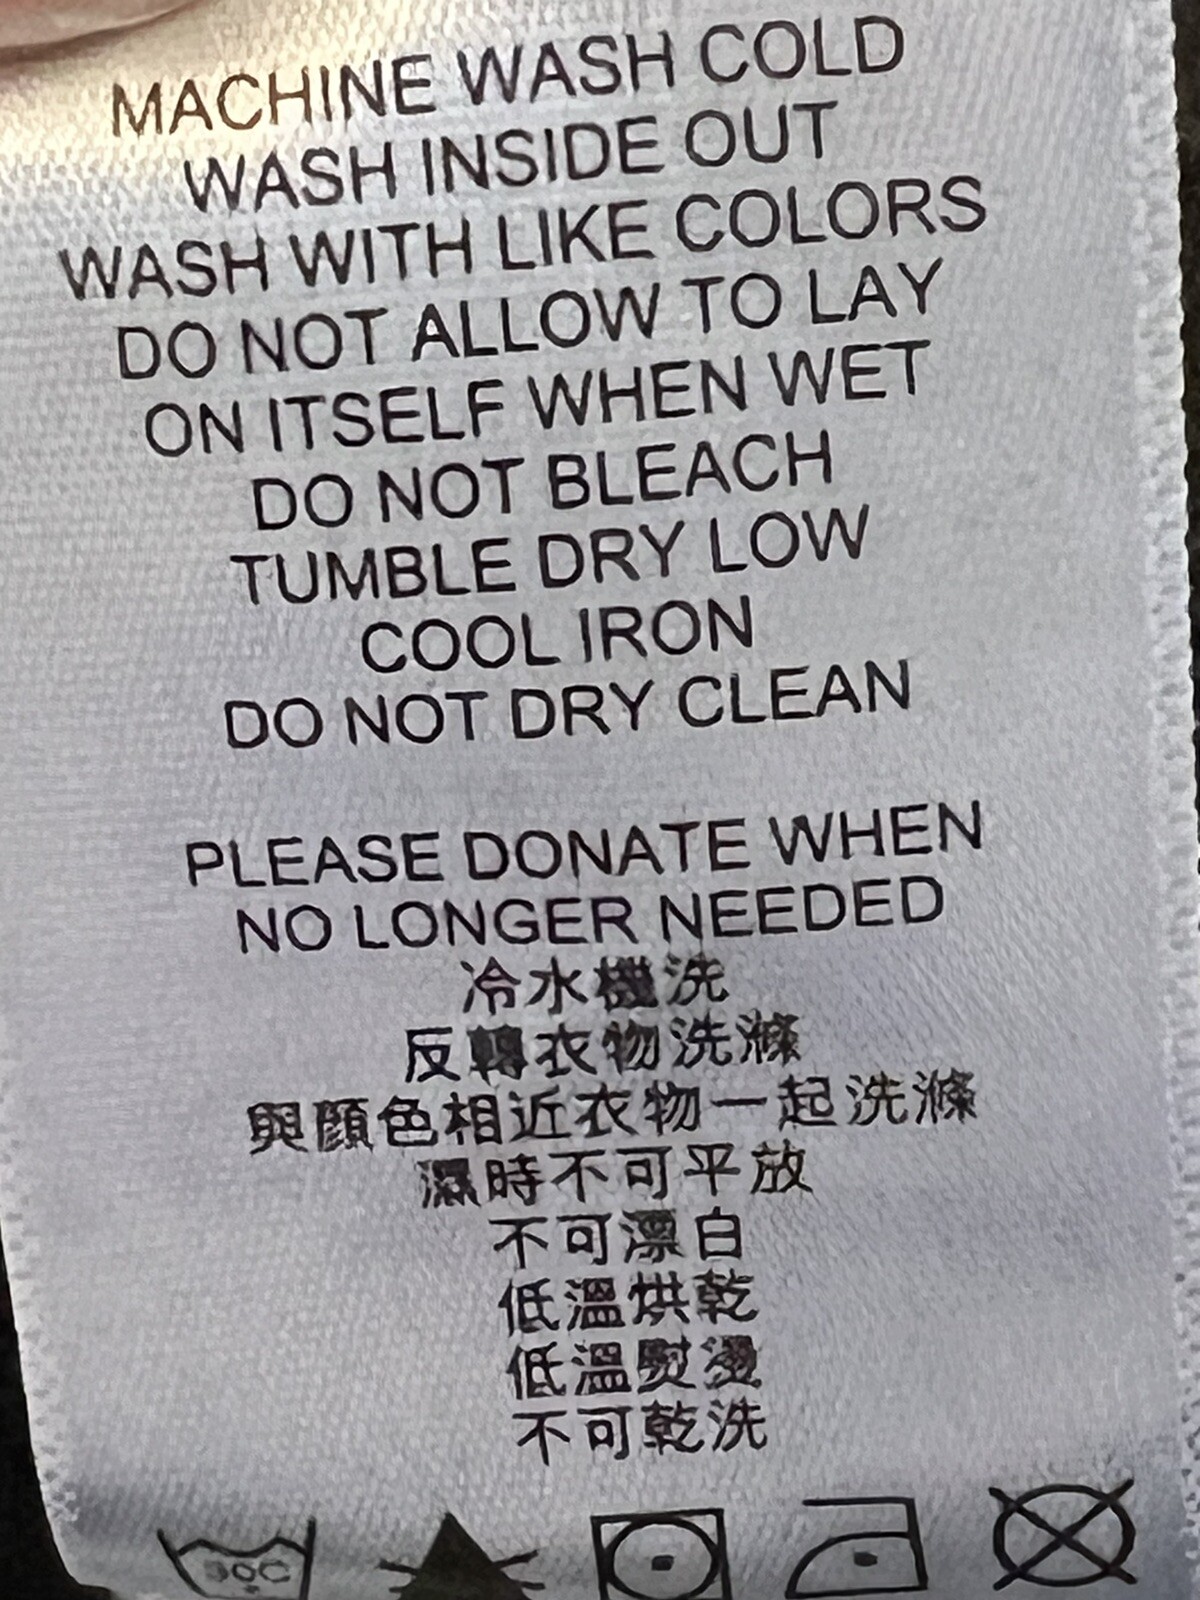 MACHINE WASH COLD
WASH INSIDE OUT
WASH WITH LIKE COLORS
DO NOT ALLOW TO LAY
ON ITSELF WHEN WET
DO NOT BLEACH
TUMBLE DRY LOW
COOL IRON
DO NOT DRY CLEAN
PLEASE DONATE WHEN
NO LONGER NEEDED
冷水機洗
反轉衣物洗滌
與顏色相近衣物一起洗滌
濕時不可平放
不可漂白
低溫烘乾
低溫熨燙
不可乾洗
30C